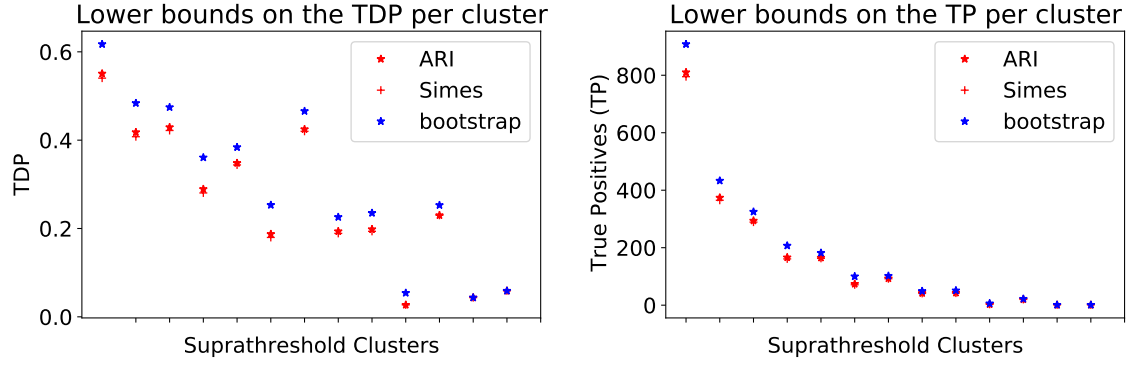 Lower bounds on the TDP per cluster
0.6
0.4
0.2
0.0
TDP
ARI
Simes
bootstrap
Suprathreshold Clusters
Lower bounds on the TP per cluster
800
600
400
200
0
True Positives (TP)
ARI
Simes
bootstrap
Suprathreshold Clusters